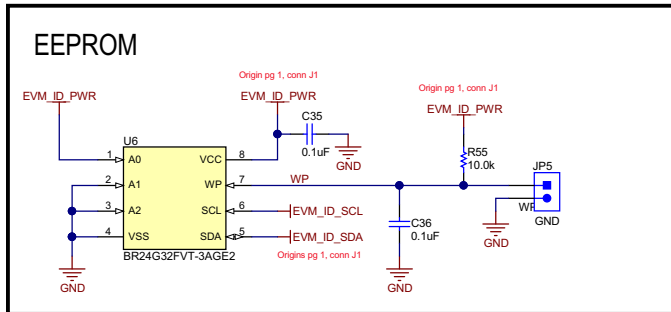 EEPROM
Origin pg 1, conn J1
EVM_ID_PWR
EVM_ID_PWR
Origin pg 1, conn J1
EVM_ID_PWR
C35
0.1uF
GND
U6
1 A0 VCC 8
2 A1 WP 7
3 A2 SCL 6
4 VSS SDA 5
BR24G32FVT-3AGE2
WP
EVM_ID_SCL
EVM_ID_SDA
Origins pg 1, conn J1
R55
10.0k
JP5
WP
GND
C36
0.1uF
GND
GND
GND